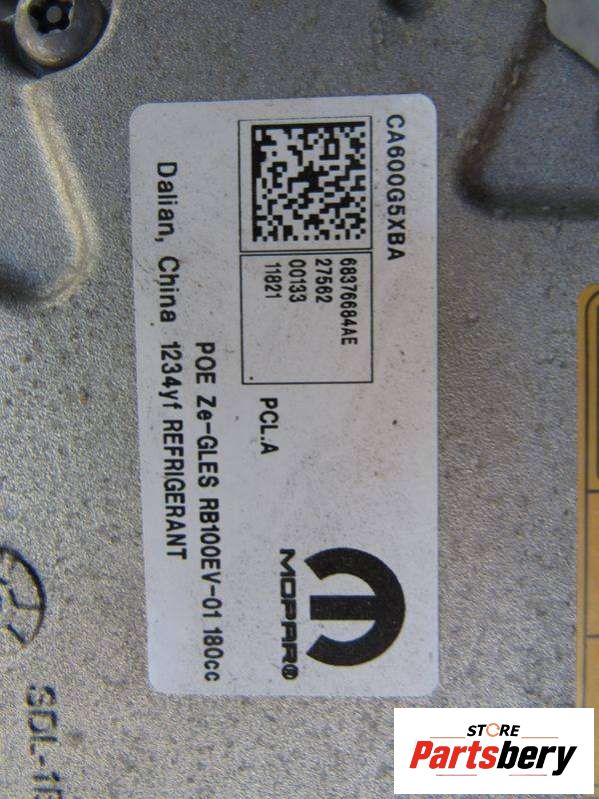 CA600G5XBA
68376684AE
27562
00133
11821
PCL.A
MOPAR®
POE Ze-GLES RB100EV-01 180cc
Dalian, China 1234yf REFRIGERANT
STORE
Partsbery